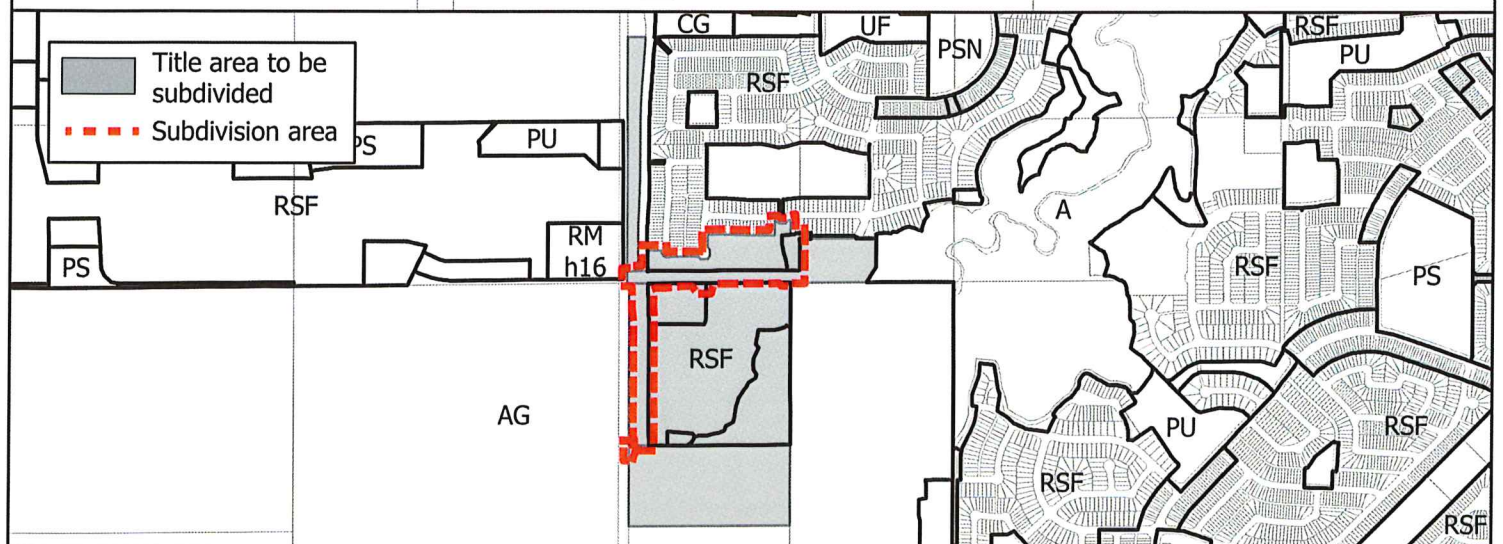 CG
UF
RSF
PSN
RSF
PU
Title area to be
subdivided
Subdivision area
PS
PU
RSF
RSF
PS
RM
h16
A
RSF
PS
RSF
AG
PU
RSF
RSF
RSF